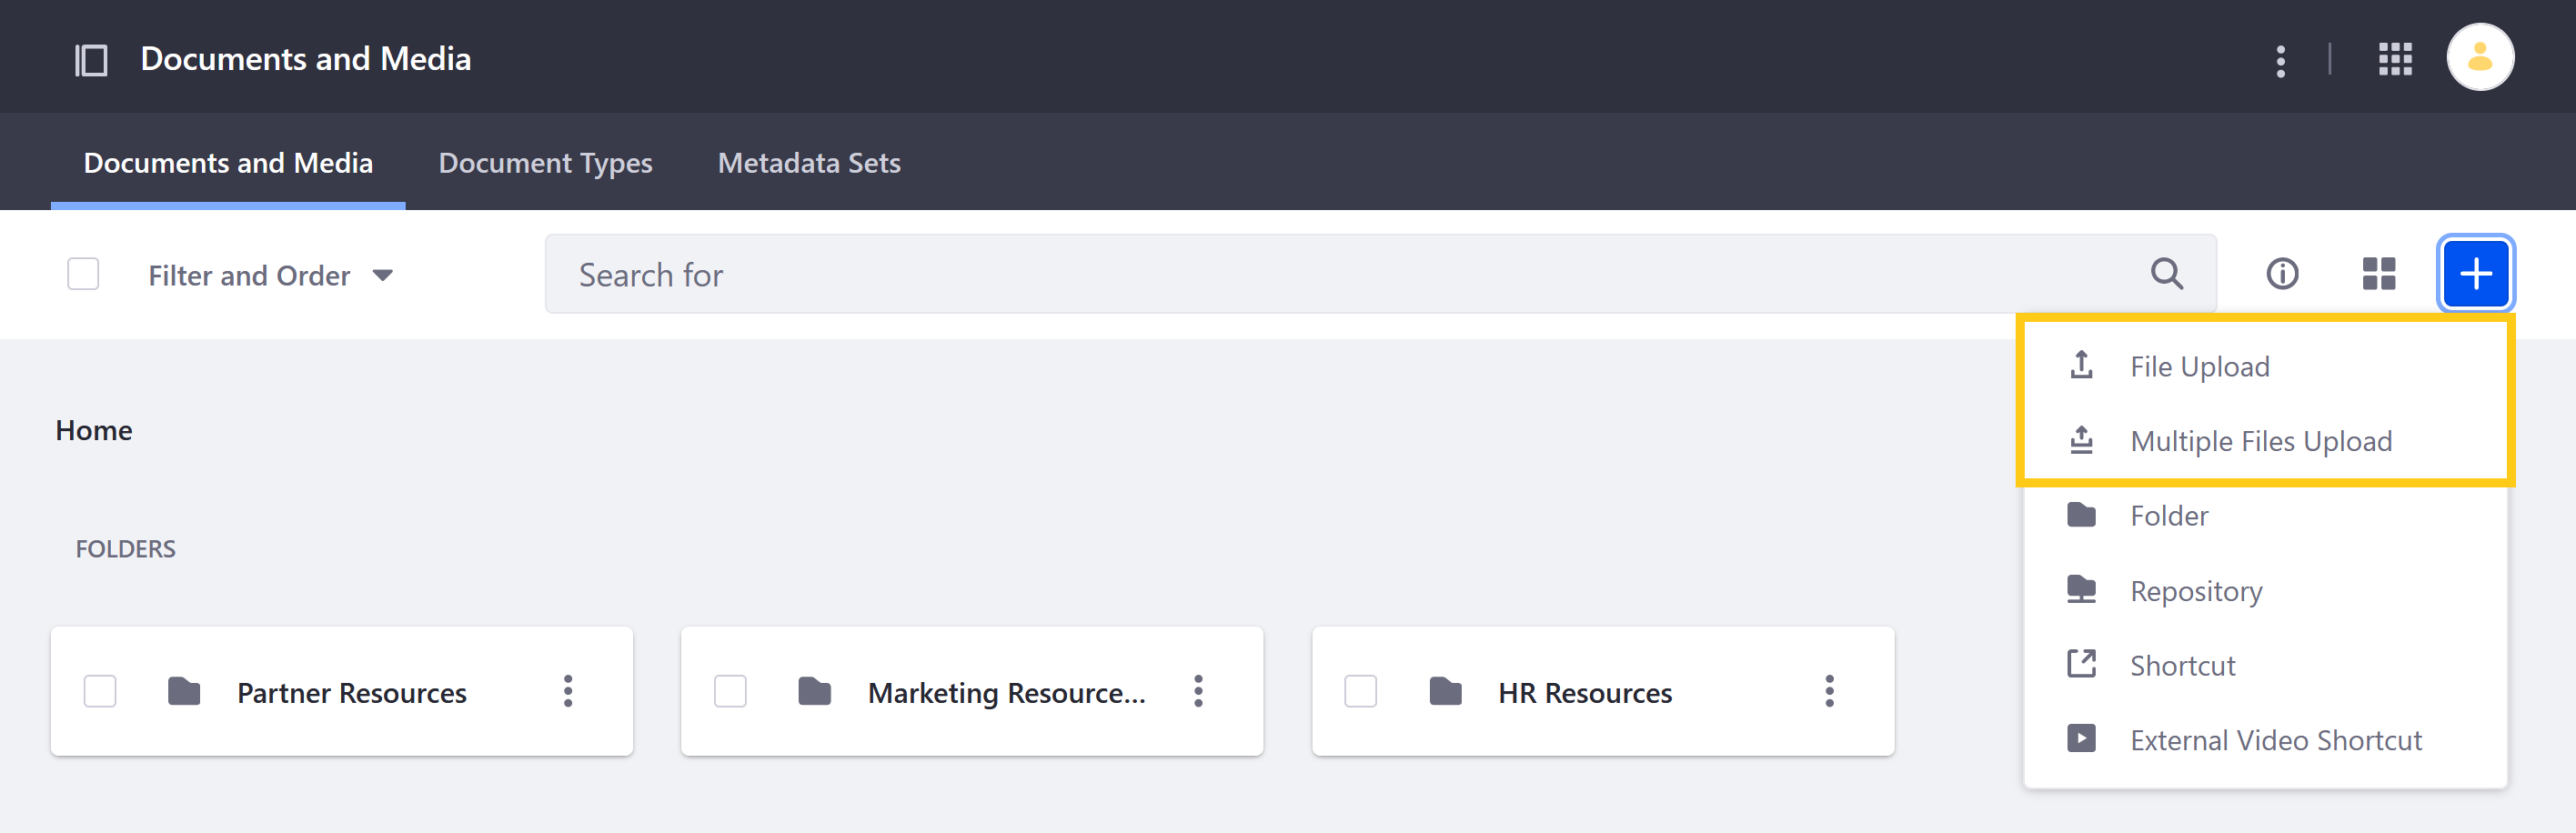 Documents and Media
Documents and Media Document Types Metadata Sets
Filter and Order Search for
File Upload
Multiple Files Upload
Folder
Repository
Shortcut
External Video Shortcut
Home
FOLDERS
Partner Resources Marketing Resource... HR Resources